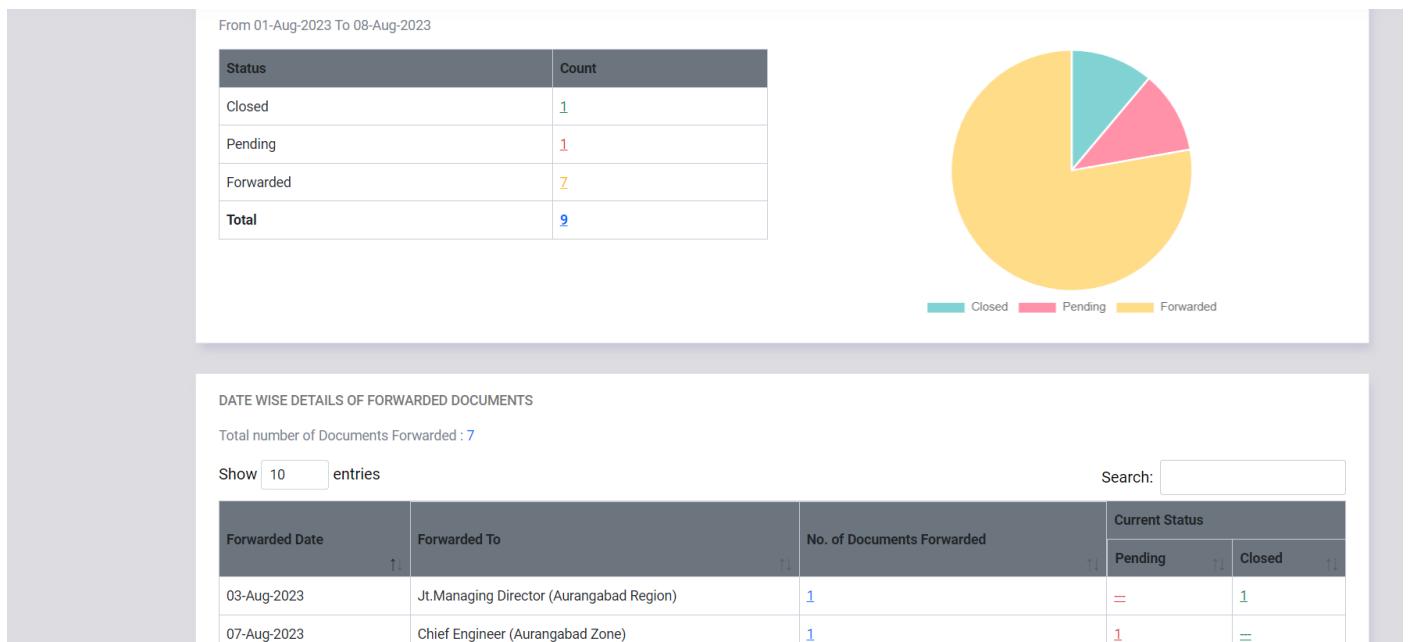 From 01-Aug-2023 To 08-Aug-2023
Status Count
Closed 1
Pending 1
Forwarded 7
Total 9
Closed Pending Forwarded
DATE WISE DETAILS OF FORWARDED DOCUMENTS
Total number of Documents Forwarded : 7
Show 10 entries
Search:
Forwarded Date Forwarded To No. of Documents Forwarded Current Status
Pending Closed
03-Aug-2023 Jt.Managing Director (Aurangabad Region) 1 -- 1
07-Aug-2023 Chief Engineer (Aurangabad Zone) 1 1 --